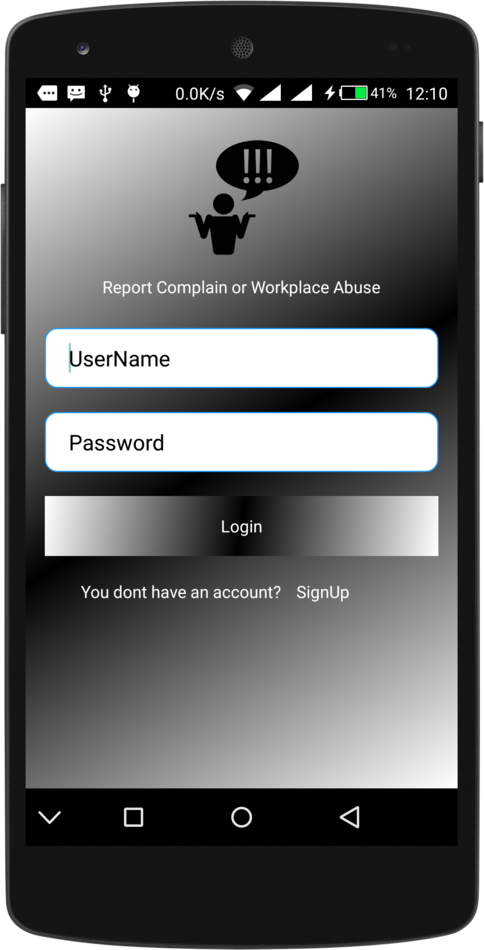 0.0K/s 41% 12:10
!!!
Report Complain or Workplace Abuse
UserName
Password
Login
You dont have an account? SignUp